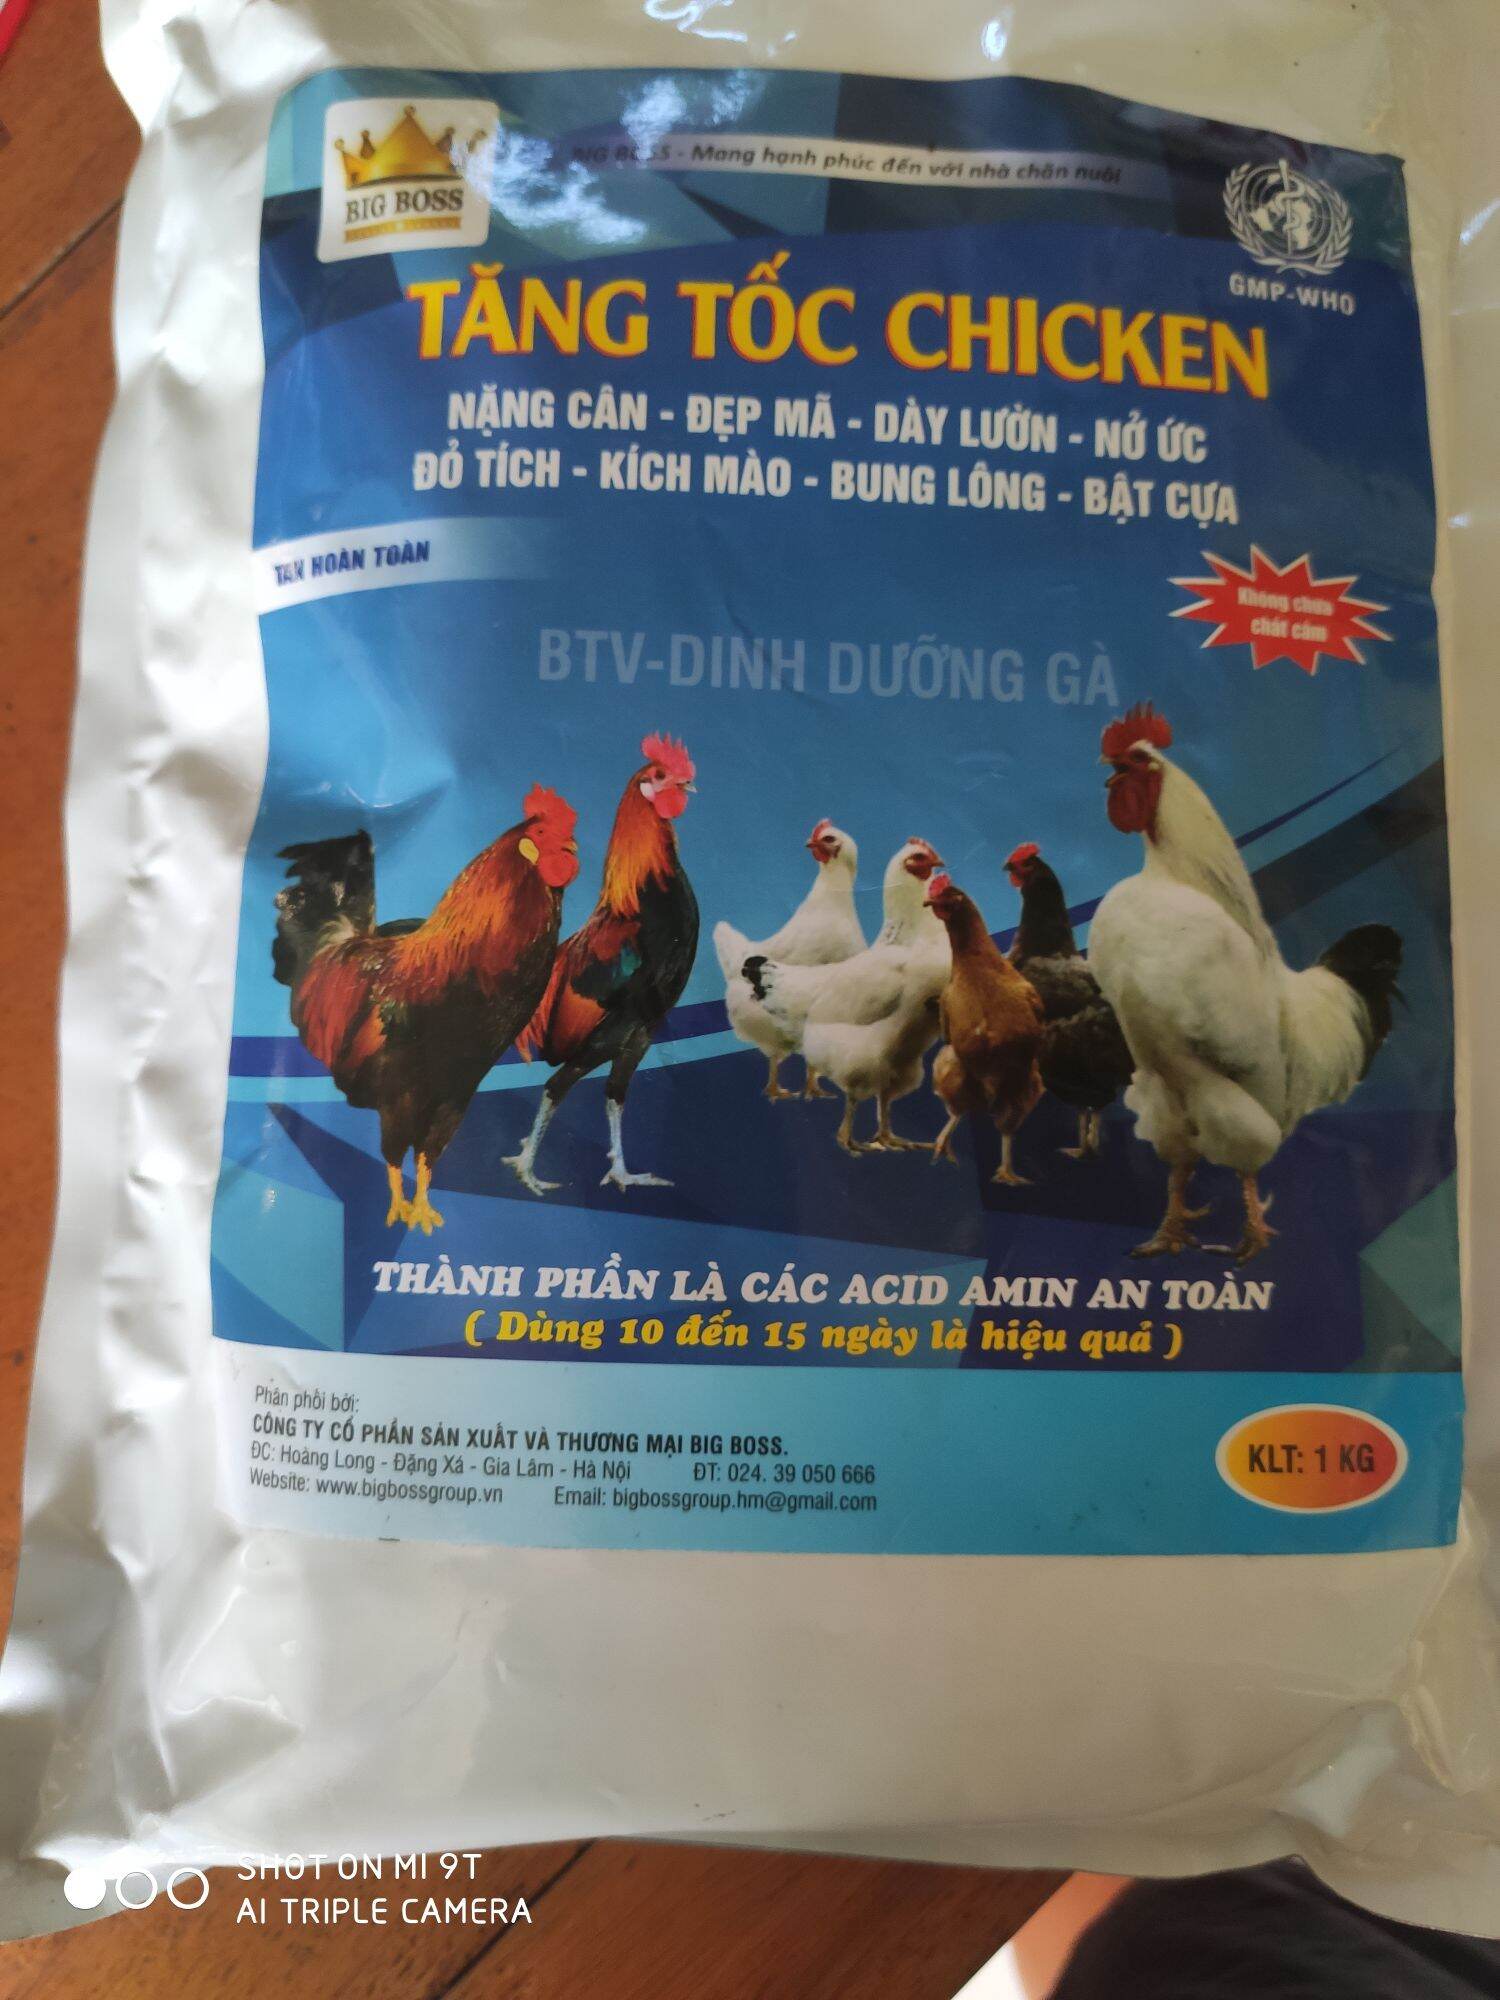 BIG BOSS
BIG BOSS - Mang hạnh phúc đến với nhà chăn nuôi
GMP-WHO
TĂNG TỐC CHICKEN
NẶNG CÂN - ĐẸP MÃ - DÀY LƯỜN - NỞ ỨC
ĐỎ TÍCH - KÍCH MÀO - BUNG LÔNG - BẬT CỰA
TAN HOÀN TOÀN
Không chứa
chất cấm
BTV-DINH DƯỠNG GÀ
THÀNH PHẦN LÀ CÁC ACID AMIN AN TOÀN
( Dùng 10 đến 15 ngày là hiệu quả )
Phân phối bởi:
CÔNG TY CỔ PHẦN SẢN XUẤT VÀ THƯƠNG MẠI BIG BOSS.
ĐC: Hoàng Long - Đặng Xá - Gia Lâm - Hà Nội ĐT: 024. 39 050 666
Website: www.bigbossgroup.vn Email: bigbossgroup.hm@gmail.com
KLT: 1 KG
SHOT ON MI 9T
AI TRIPLE CAMERA